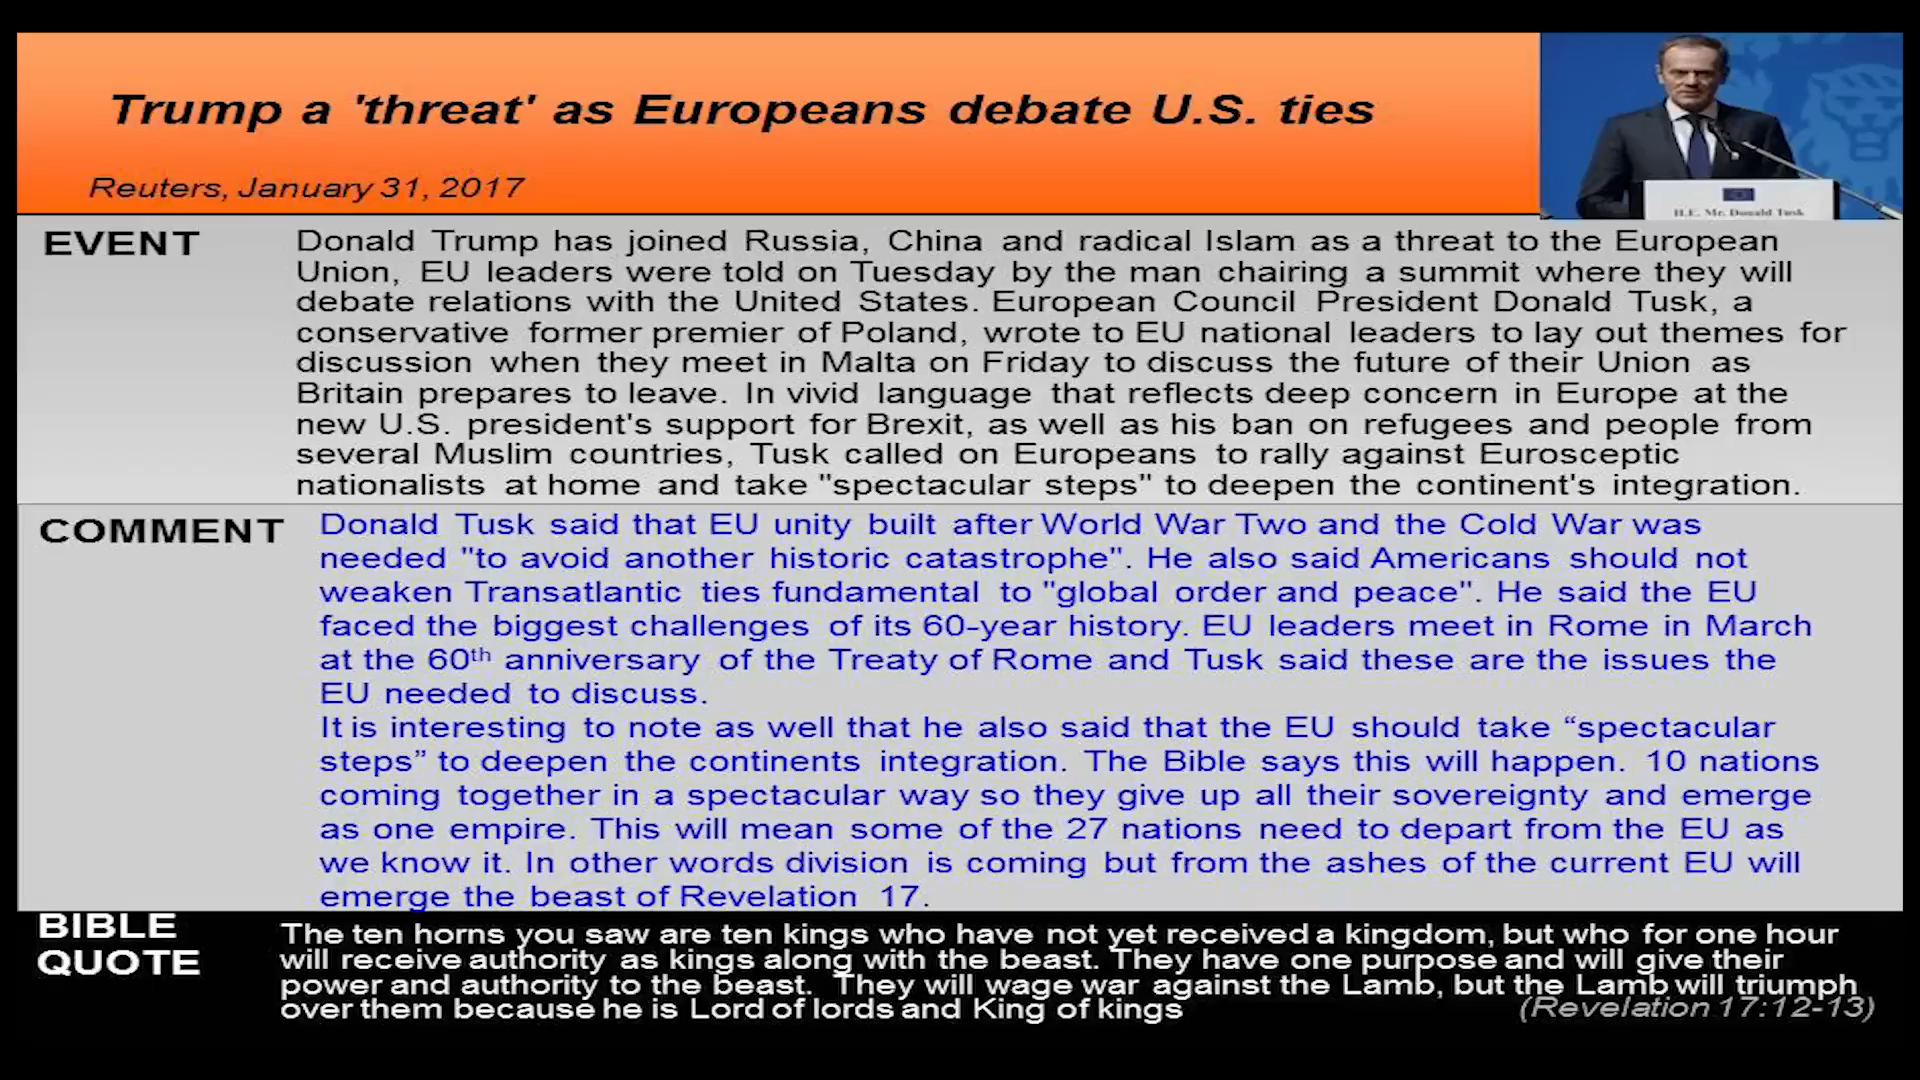 Trump a 'threat' as Europeans debate U.S. ties
Reuters, January 31, 2017
H.E. Mr. Donald Tusk
EVENT
Donald Trump has joined Russia, China and radical Islam as a threat to the European
Union, EU leaders were told on Tuesday by the man chairing a summit where they will
debate relations with the United States. European Council President Donald Tusk, a
conservative former premier of Poland, wrote to EU national leaders to lay out themes for
discussion when they meet in Malta on Friday to discuss the future of their Union as
Britain prepares to leave. In vivid language that reflects deep concern in Europe at the
new U.S. president's support for Brexit, as well as his ban on refugees and people from
several Muslim countries, Tusk called on Europeans to rally against Eurosceptic
nationalists at home and take "spectacular steps" to deepen the continent's integration.
COMMENT
Donald Tusk said that EU unity built after World War Two and the Cold War was
needed "to avoid another historic catastrophe". He also said Americans should not
weaken Transatlantic ties fundamental to "global order and peace". He said the EU
faced the biggest challenges of its 60-year history. EU leaders meet in Rome in March
at the 60th anniversary of the Treaty of Rome and Tusk said these are the issues the
EU needed to discuss.
It is interesting to note as well that he also said that the EU should take “spectacular
steps” to deepen the continents integration. The Bible says this will happen. 10 nations
coming together in a spectacular way so they give up all their sovereignty and emerge
as one empire. This will mean some of the 27 nations need to depart from the EU as
we know it. In other words division is coming but from the ashes of the current EU will
emerge the beast of Revelation 17.
BIBLE
QUOTE
The ten horns you saw are ten kings who have not yet received a kingdom, but who for one hour
will receive authority as kings along with the beast. They have one purpose and will give their
power and authority to the beast. They will wage war against the Lamb, but the Lamb will triumph
over them because he is Lord of lords and King of kings
(Revelation 17:12-13)